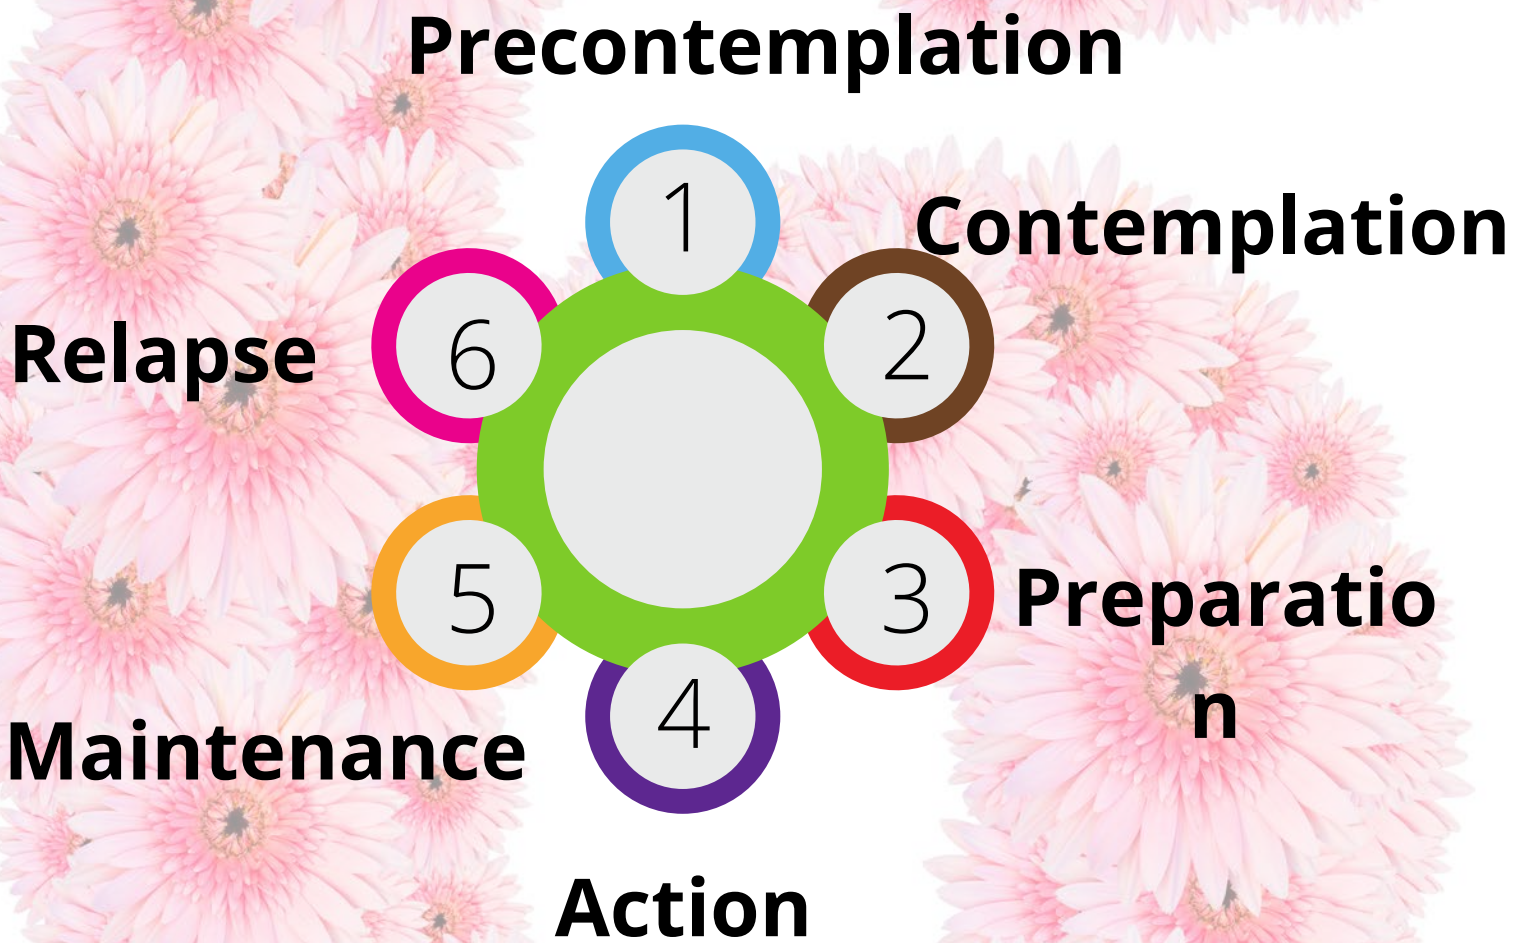 Precontemplation
1
Contemplation
2
6
Relapse
5
3
Preparatio
n
4
Maintenance
Action